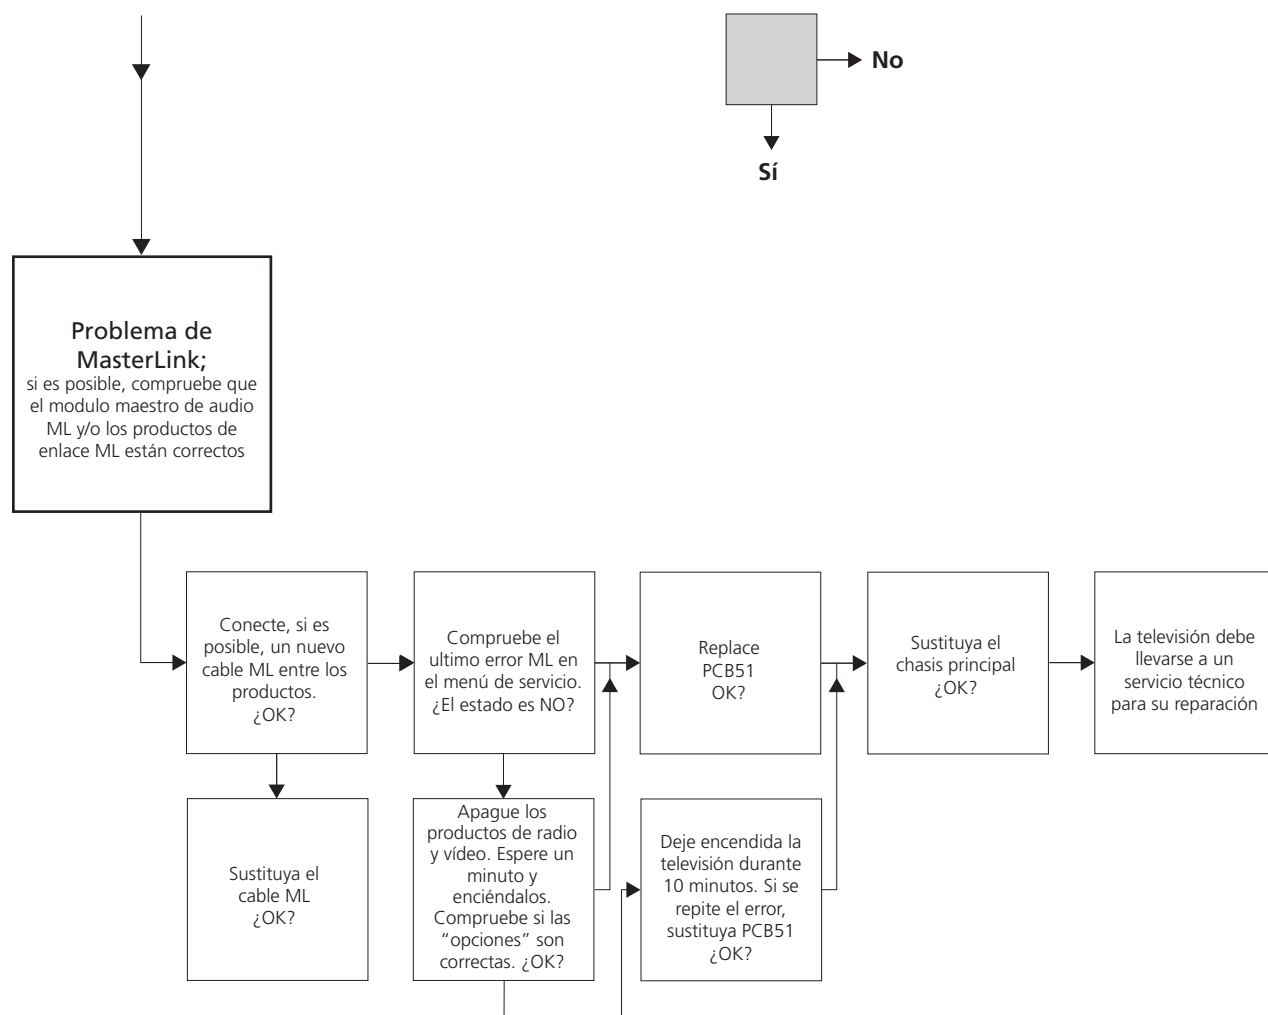 No
Sí
Problema de
MasterLink;
si es posible, compruebe que
el modulo maestro de audio
ML y/o los productos de
enlace ML están correctos
Conecte, si es
posible, un nuevo
cable ML entre los
productos.
¿OK?
Compruebe el
ultimo error ML en
el menú de servicio.
¿El estado es NO?
Replace
PCB51
OK?
Sustituya el
chasis principal
¿OK?
La televisión debe
llevarse a un
servicio técnico
para su reparación
Sustituya el
cable ML
¿OK?
Apague los
productos de radio
y vídeo. Espere un
minuto y
enciéndalos.
Compruebe si las
“opciones” son
correctas. ¿OK?
Deje encendida la
televisión durante
10 minutos. Si se
repite el error,
sustituya PCB51
¿OK?